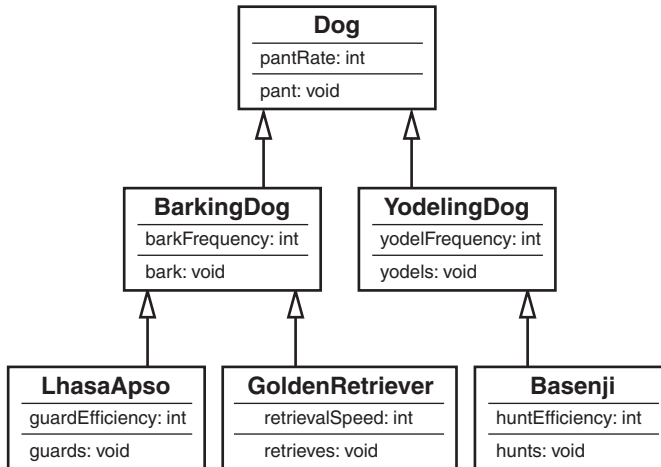 Dog
pantRate: int
pant: void
BarkingDog
barkFrequency: int
bark: void
YodelingDog
yodelFrequency: int
yodels: void
LhasaApso
guardEfficiency: int
guards: void
GoldenRetriever
retrievalSpeed: int
retrieves: void
Basenji
huntEfficiency: int
hunts: void